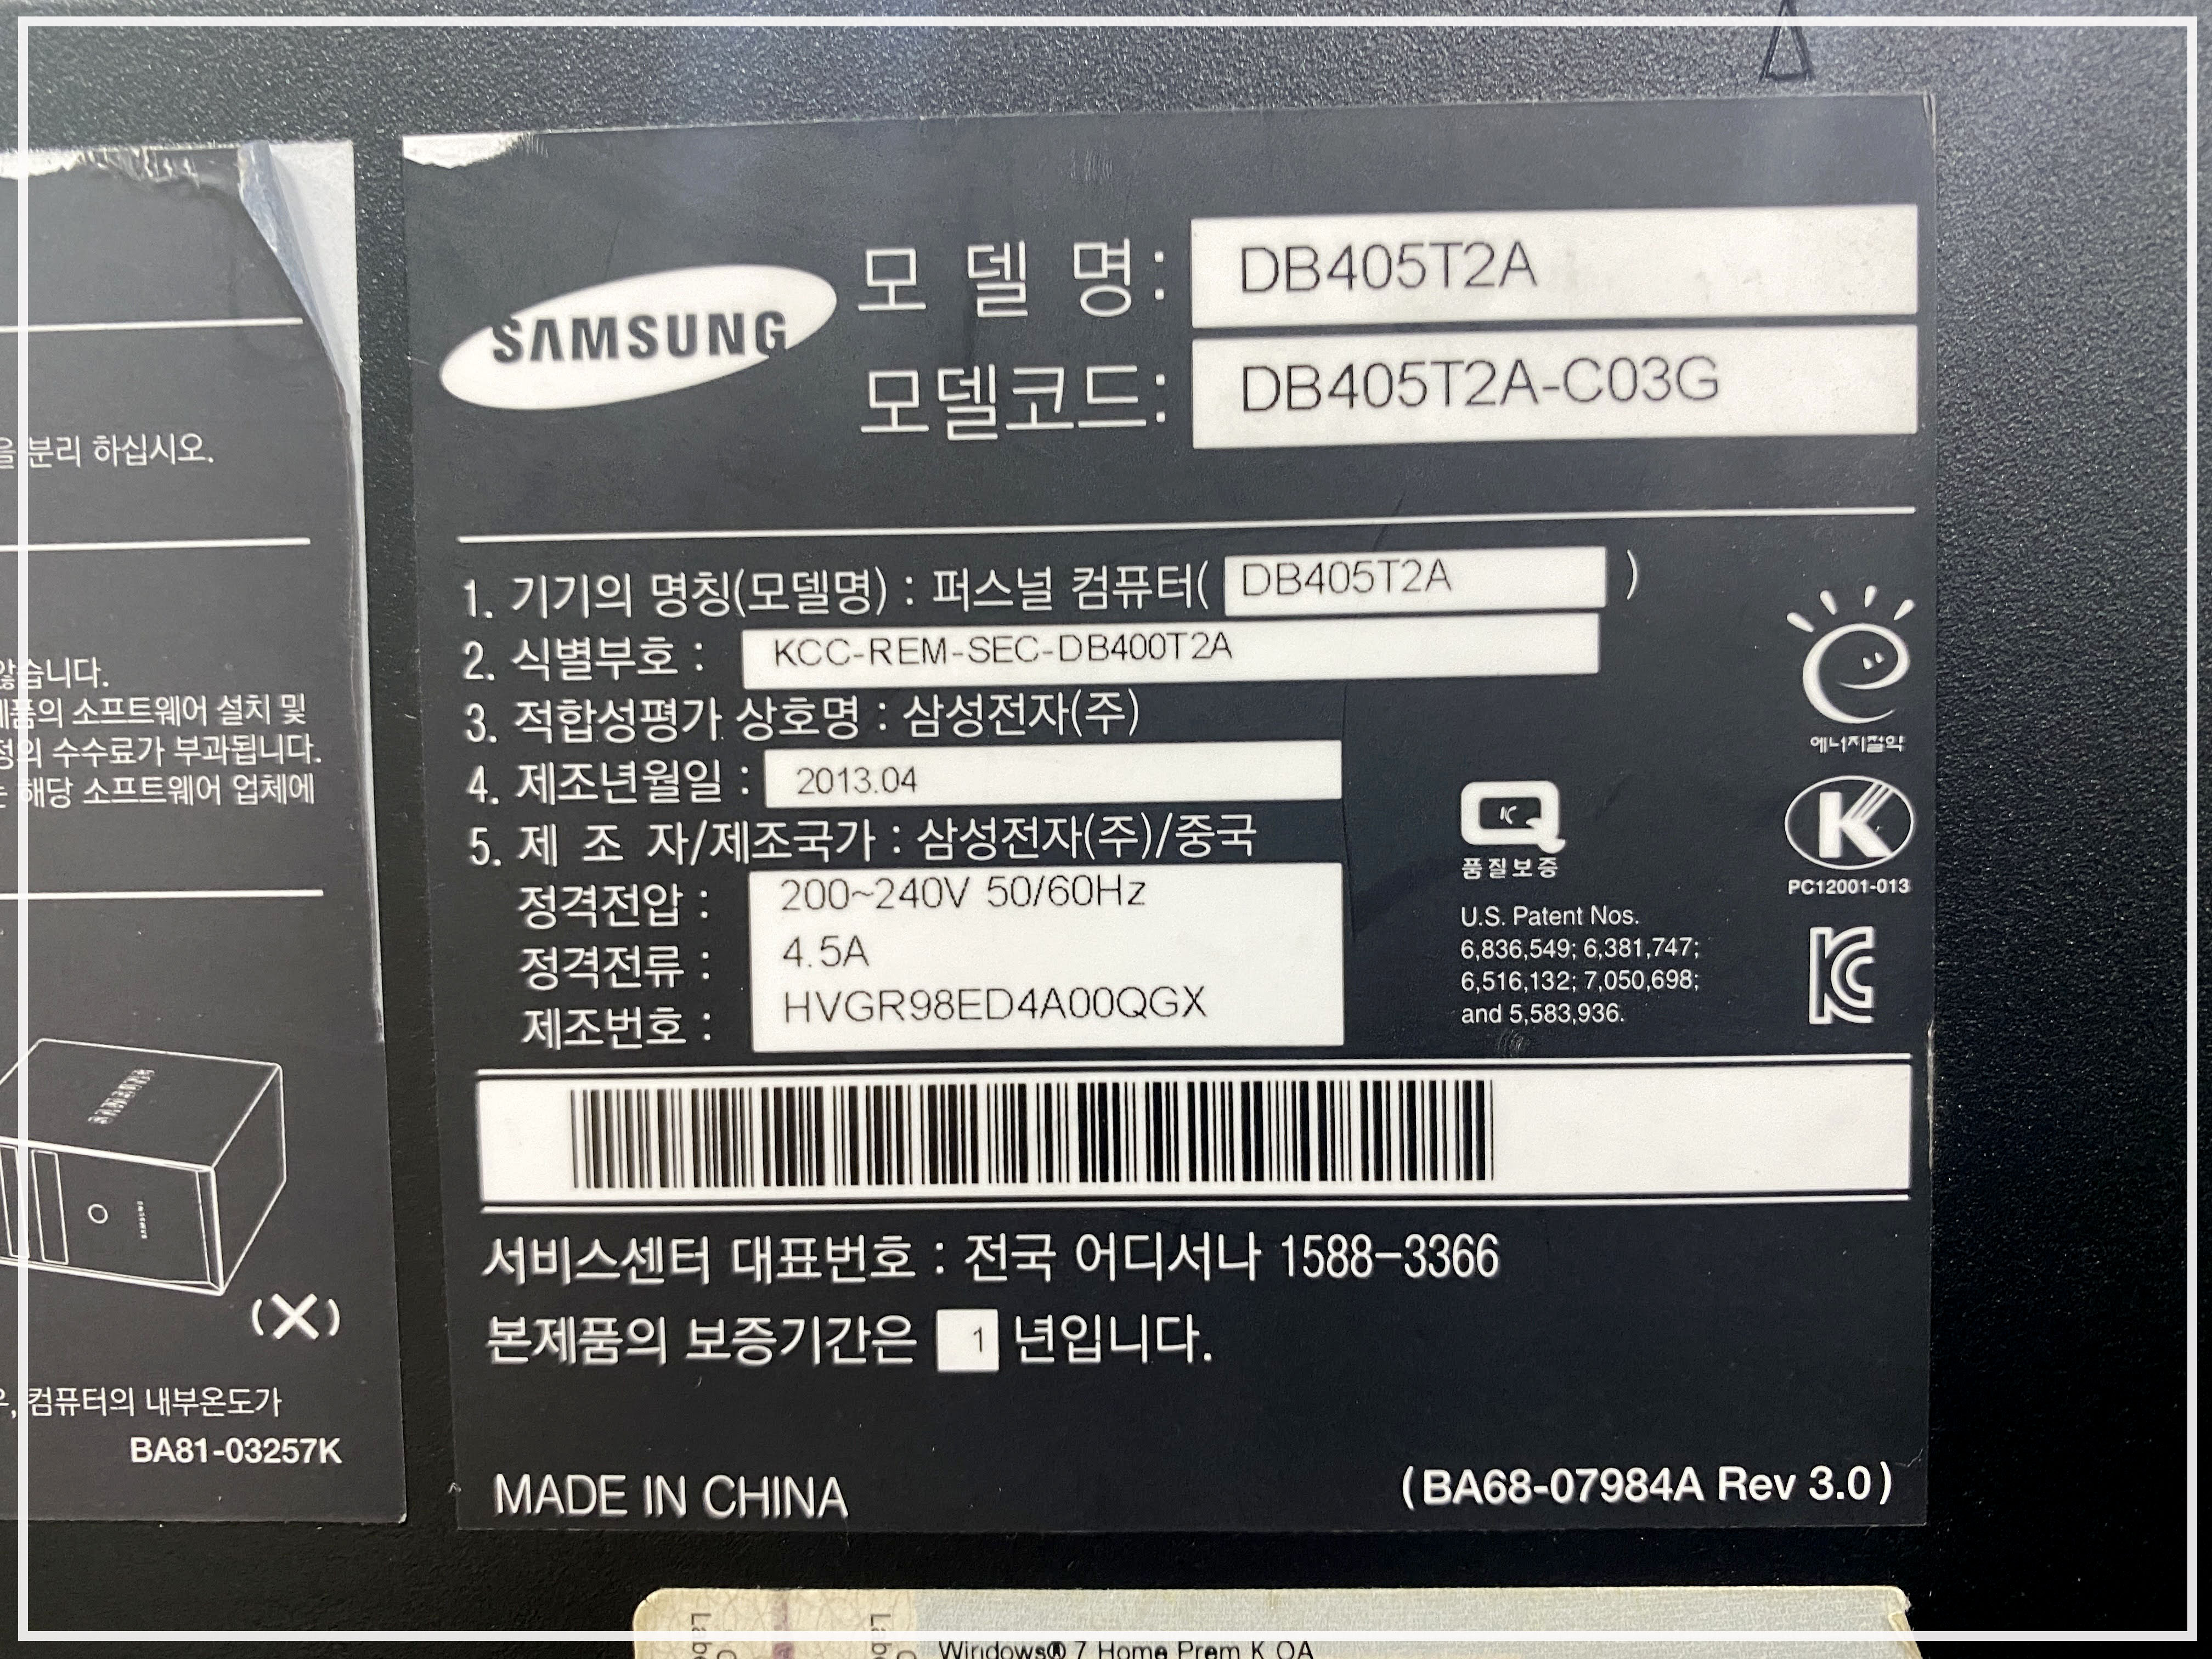 을 분리 하십시오.
않습니다.
제품의 소프트웨어 설치 및
정의 수수료가 부과됩니다.
는 해당 소프트웨어 업체에
SAMSUNG
SAMSUNG
(X)
컴퓨터의 내부온도가
BA81-03257K
SAMSUNG
모 델 명: DB405T2A
모델코드: DB405T2A-C03G
1. 기기의 명칭(모델명) : 퍼스널 컴퓨터( DB405T2A )
2. 식별부호 : KCC-REM-SEC-DB400T2A
3. 적합성평가 상호명 : 삼성전자(주)
4. 제조년월일 : 2013.04
5. 제 조 자/제조국가 : 삼성전자(주)/중국
정격전압 : 200~240V 50/60Hz
정격전류 : 4.5A
제조번호 : HVGR98ED4A00QGX
에너지절약
K
품질보증
K
PC12001-013
U.S. Patent Nos.
6,836,549; 6,381,747;
6,516,132; 7,050,698;
and 5,583,936.
서비스센터 대표번호 : 전국 어디서나 1588-3366
본제품의 보증기간은 1 년입니다.
MADE IN CHINA
(BA68-07984A Rev 3.0)
Windows® 7 Home Prem K OA